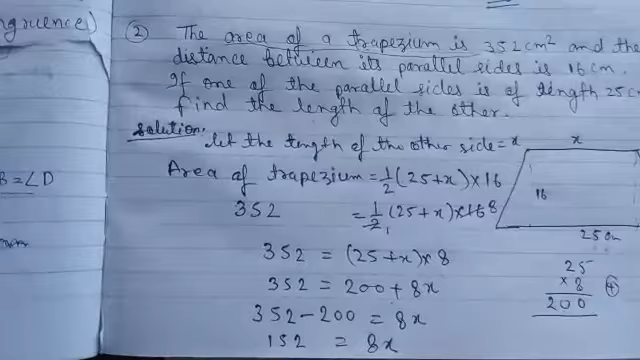 ngruence)
② The area of a trapezium is 352 cm² and the
distance between its parallel sides is 16 cm.
If one of the parallel sides is of length 25 c
find the length of the other.
solution: let the length of the other side = x
Area of trapezium = 1/2 (25+x) × 16
352 = 1/2 (25+x) × 16 8
1
352 = (25+x) × 8
352 = 200 + 8x
352 - 200 = 8x
152 = 8x
x
16
25 cm
25
× 8 4
200
B = ∠D